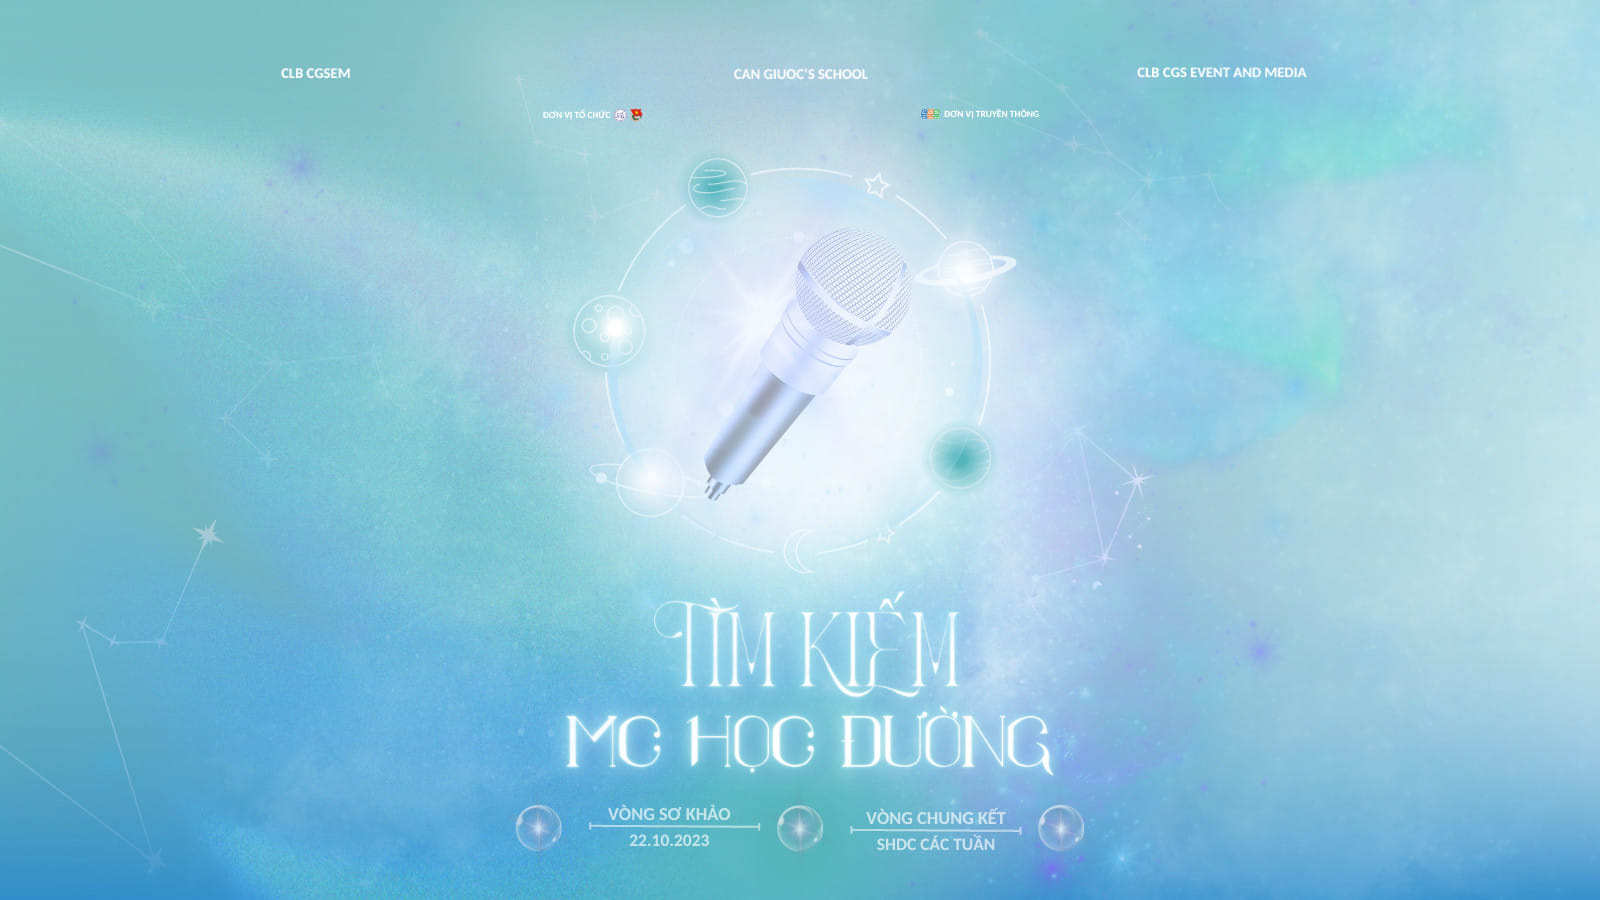 CLB CGSEM
CAN GIUOC'S SCHOOL
CLB CGS EVENT AND MEDIA
ĐƠN VỊ TỔ CHỨC
ĐƠN VỊ TRUYỀN THÔNG
TÌM KIẾM
MC HỌC ĐƯỜNG
VÒNG SƠ KHẢO
22.10.2023
VÒNG CHUNG KẾT
SHDC CÁC TUẦN